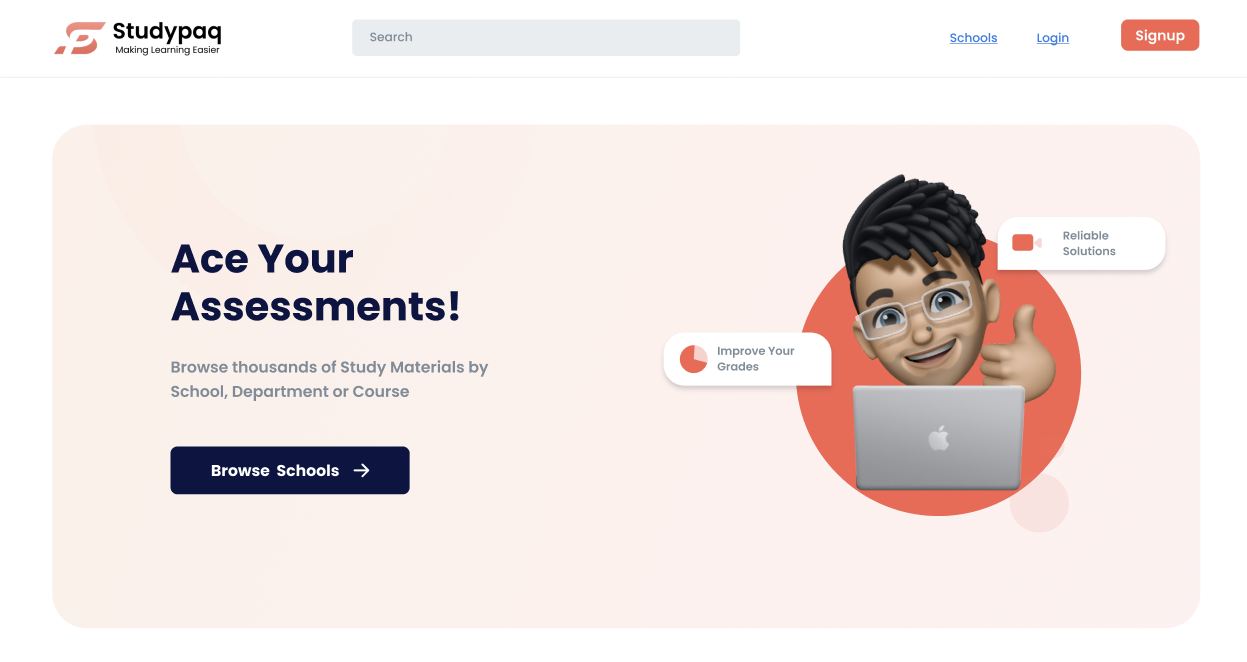 Studypaq
Making Learning Easier
Search
Schools
Login
Signup
Ace Your
Assessments!
Browse thousands of Study Materials by
School, Department or Course
Browse Schools
Reliable
Solutions
Improve Your
Grades